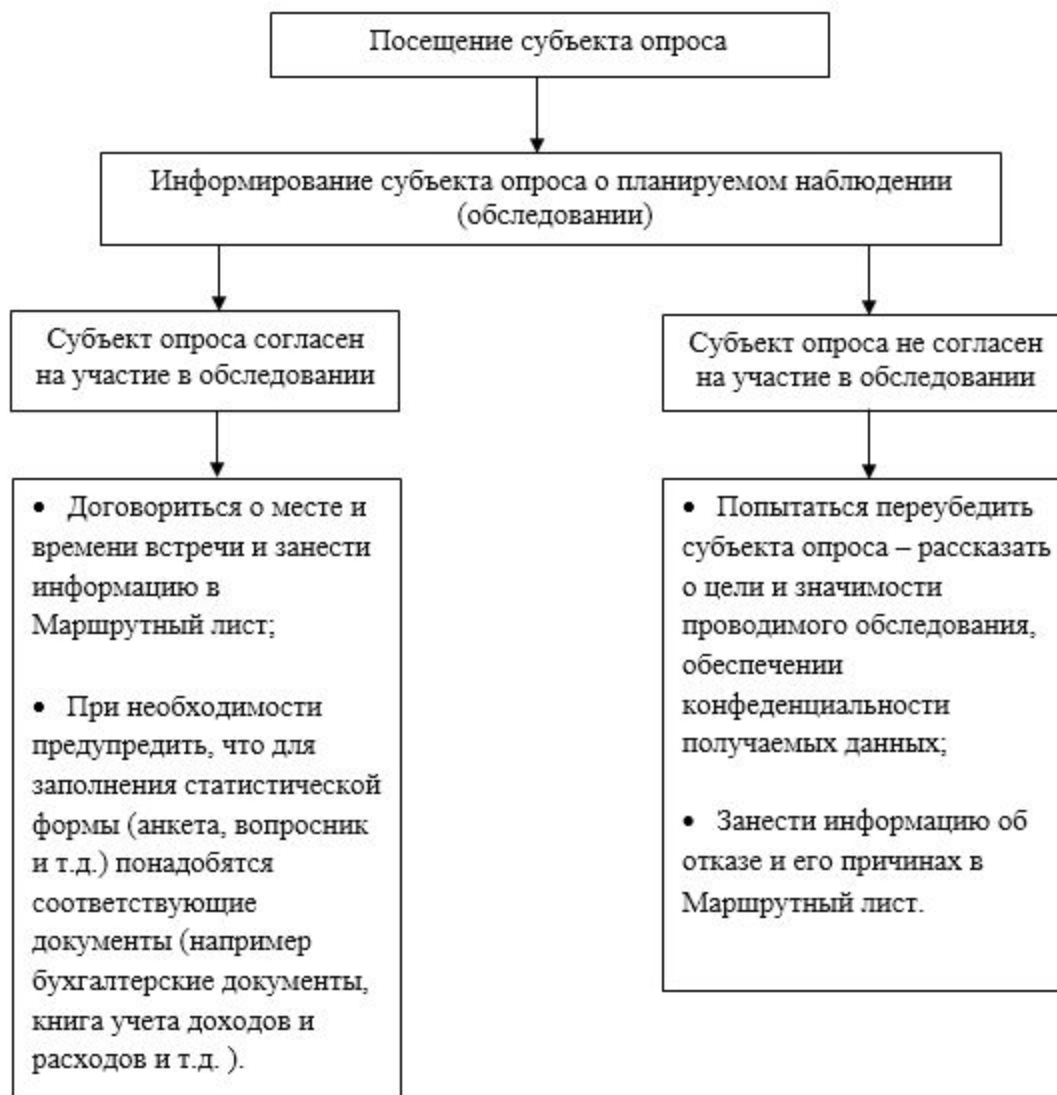 Посещение субъекта опроса
Информирование субъекта опроса о планируемом наблюдении
(обследовании)
Субъект опроса согласен
на участие в обследовании
Субъект опроса не согласен
на участие в обследовании
• Договориться о месте и
времени встречи и занести
информацию в
Маршрутный лист;
• При необходимости
предупредить, что для
заполнения статистической
формы (анкета, вопросник
и т.д.) понадобятся
соответствующие
документы (например
бухгалтерские документы,
книга учета доходов и
расходов и т.д. ).
• Попытаться переубедить
субъекта опроса – рассказать
о цели и значимости
проводимого обследования,
обеспечении
конфеденциальности
получаемых данных;
• Занести информацию об
отказе и его причинах в
Маршрутный лист.